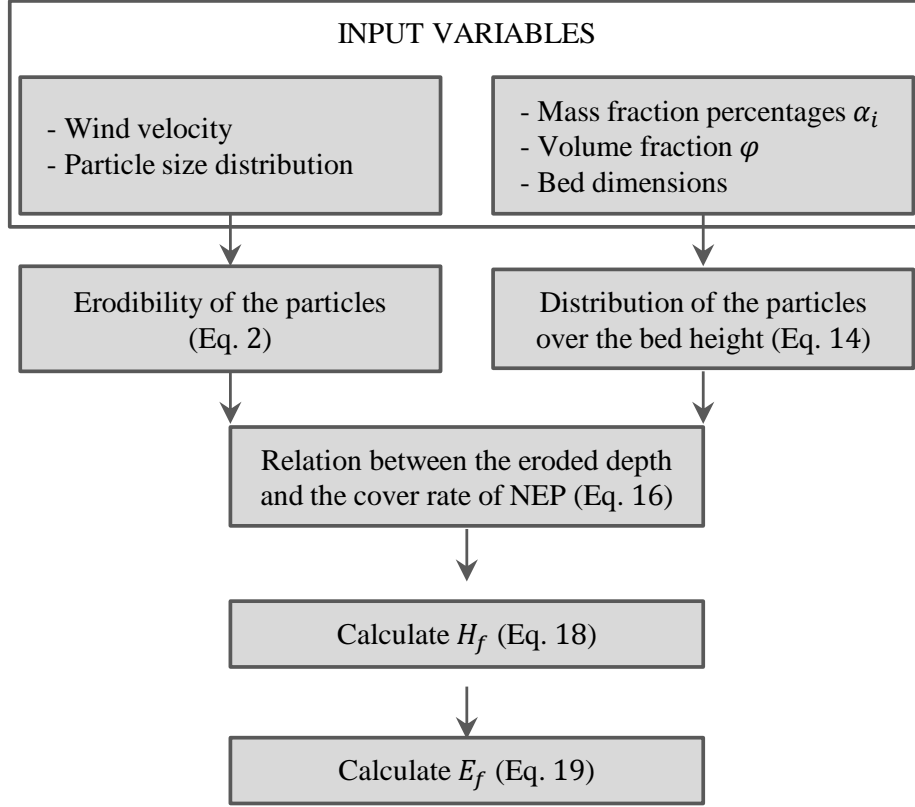 INPUT VARIABLES
- Wind velocity
- Particle size distribution
- Mass fraction percentages α_i
- Volume fraction φ
- Bed dimensions
Erodibility of the particles
(Eq. 2)
Distribution of the particles
over the bed height (Eq. 14)
Relation between the eroded depth
and the cover rate of NEP (Eq. 16)
Calculate H_f (Eq. 18)
Calculate E_f (Eq. 19)